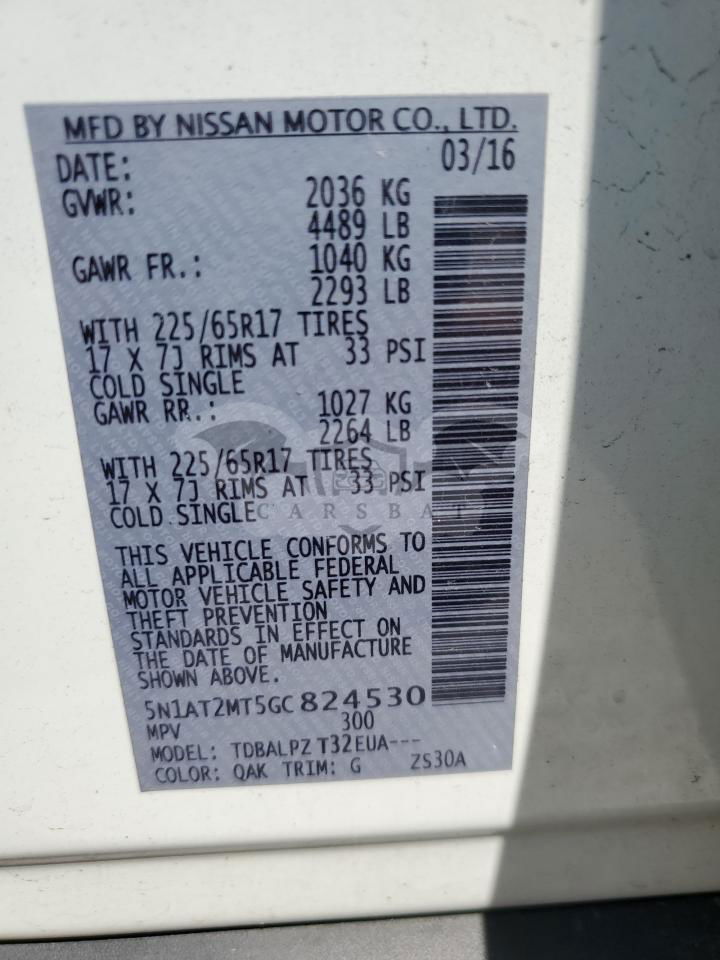 MFD BY NISSAN MOTOR CO., LTD.
DATE: 03/16
GVWR: 2036 KG
4489 LB
GAWR FR.: 1040 KG
2293 LB
WITH 225/65R17 TIRES
17 X 7J RIMS AT 33 PSI
COLD SINGLE
GAWR RR.: 1027 KG
2264 LB
WITH 225/65R17 TIRES
17 X 7J RIMS AT 33 PSI
COLD SINGLE
CARSBAT
THIS VEHICLE CONFORMS TO
ALL APPLICABLE FEDERAL
MOTOR VEHICLE SAFETY AND
THEFT PREVENTION
STANDARDS IN EFFECT ON
THE DATE OF MANUFACTURE
SHOWN ABOVE.
5N1AT2MT5GC824530
MPV 300
MODEL: TDBALPZ T32EUA---
COLOR: QAK TRIM: G ZS30A